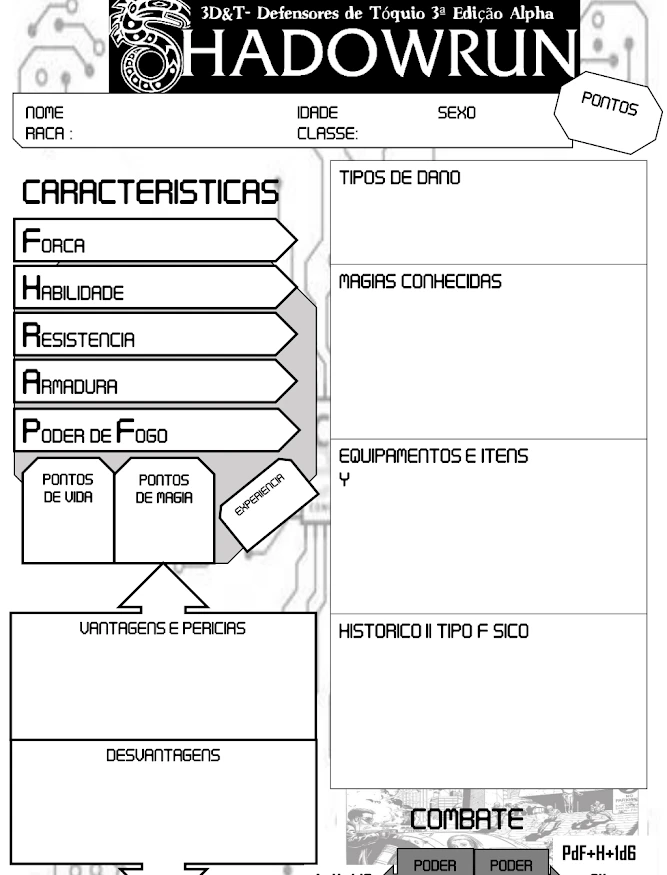 3D&T- Defensores de Tóquio 3ª Edição Alpha
SHADOWRUN
NOME IDADE SEXO
RACA : CLASSE:
PONTOS
CARACTERISTICAS
FORCA
HABILIDADE
RESISTENCIA
ARMADURA
PODER DE FOGO
PONTOS DE VIDA
PONTOS DE MAGIA
EXPERIENCIA
VANTAGENS E PERICIAS
DESVANTAGENS
TIPOS DE DANO
MAGIAS CONHECIDAS
EQUIPAMENTOS E ITENS
Y
HISTORICO II TIPO F SICO
COMBATE
PODER PODER
PdF+H+1d6